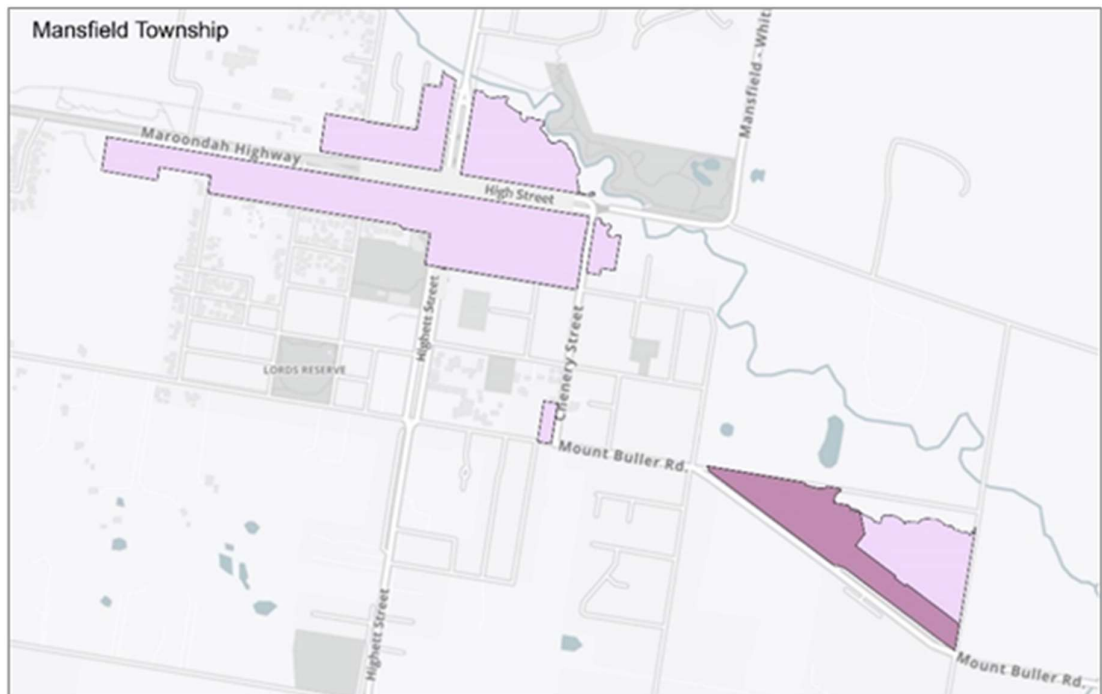 Mansfield Township
Mansfield - Whit
Maroondah Highway
High Street
Highett Street
Chenery Street
LORDS RESERVE
Mount Buller Rd.
Highett Street
Mount Buller Rd.